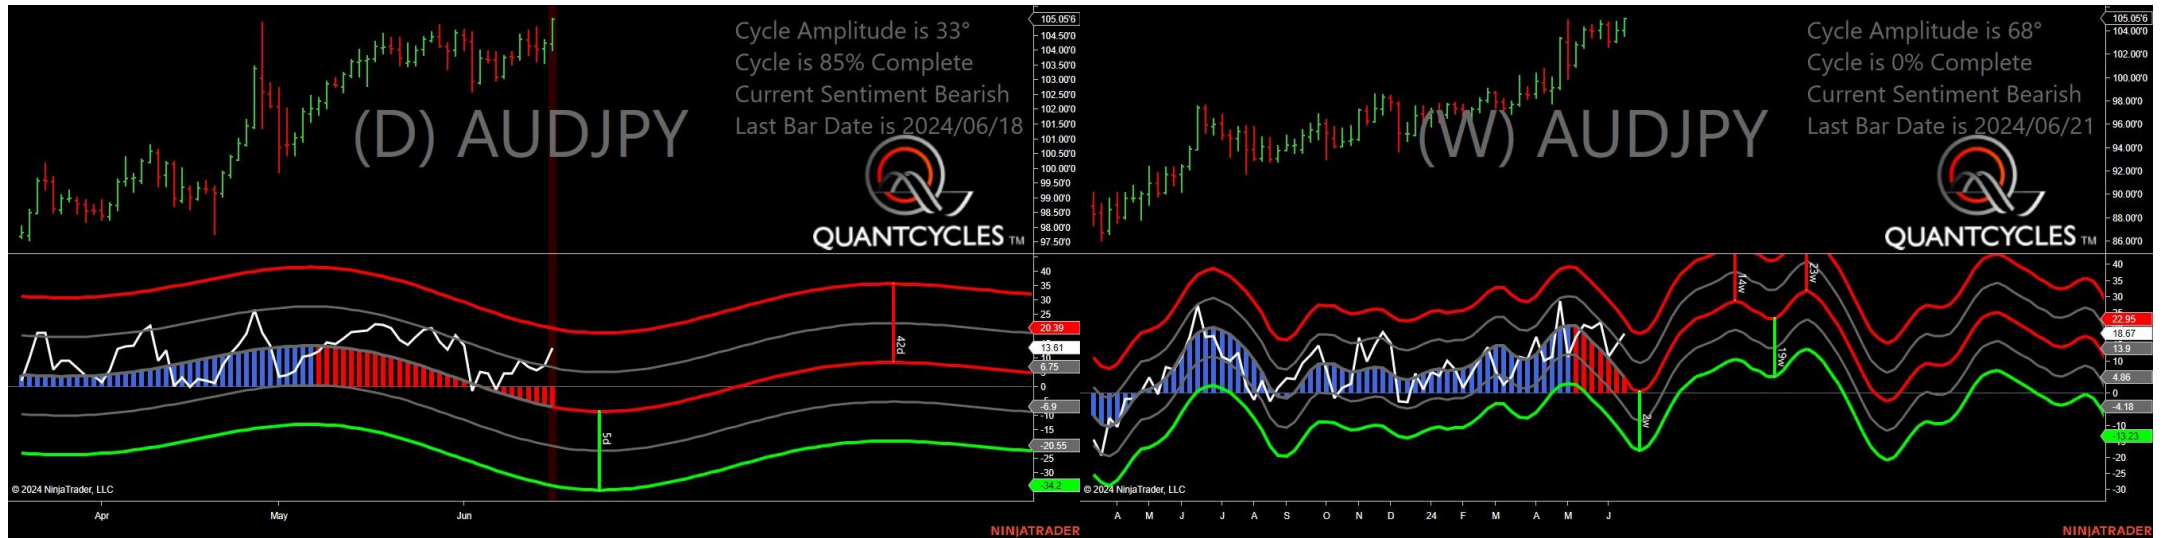 Cycle Amplitude is 33°
Cycle is 85% Complete
Current Sentiment Bearish
Last Bar Date is 2024/06/18
(D) AUDJPY
QUANTCYCLES TM
105.05'6
104.50'0
104.00'0
103.50'0
103.00'0
102.50'0
102.00'0
101.50'0
101.00'0
100.50'0
100.00'0
99.50'0
99.00'0
98.50'0
98.00'0
97.50'0
40
35
30
25
20.39
13.61
10
6.75
0
-6.9
-10
-15
-20.55
-25
-30
-34.2
42d
5d
© 2024 NinjaTrader, LLC
Apr
May
Jun
NINJATRADER
Cycle Amplitude is 68°
Cycle is 0% Complete
Current Sentiment Bearish
Last Bar Date is 2024/06/21
(W) AUDJPY
QUANTCYCLES TM
105.05'6
104.00'0
102.00'0
100.00'0
98.00'0
96.00'0
94.00'0
92.00'0
90.00'0
88.00'0
86.00'0
40
35
30
22.95
18.67
13.9
10
4.86
0
-4.18
-10
-13.23
-20
-25
-30
14w
23w
19w
2w
© 2024 NinjaTrader, LLC
A M J J A S O N D 24 F M A M J
NINJATRADER